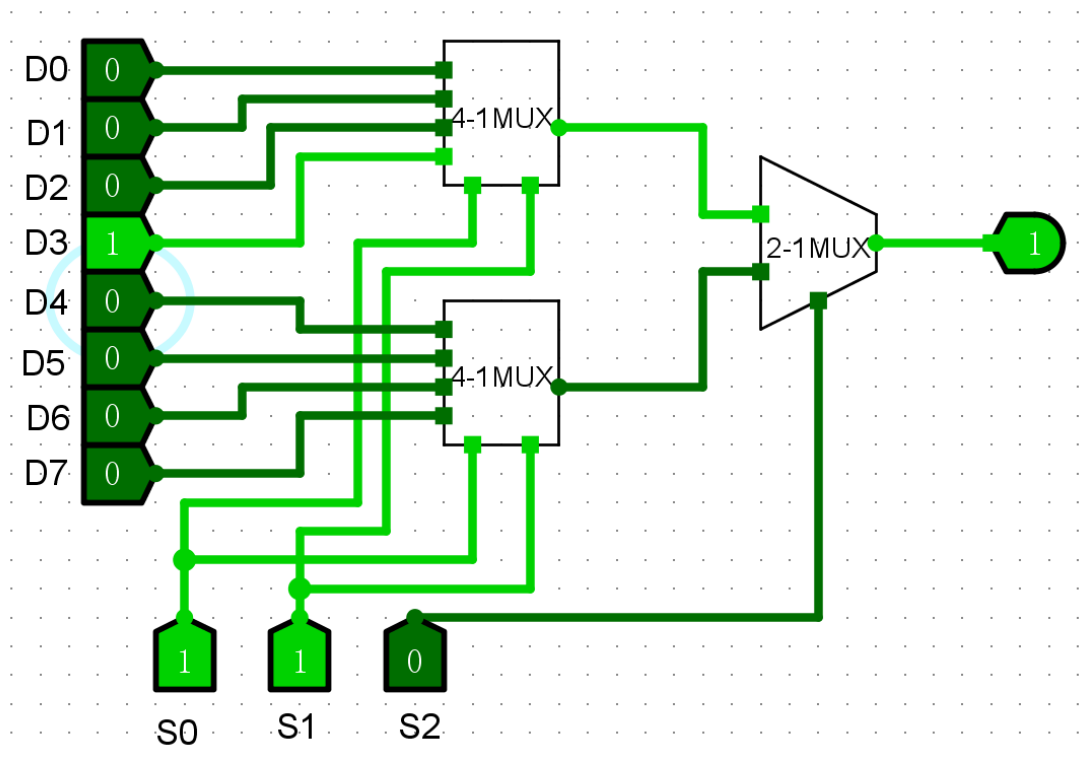 D0 0
D1 0
D2 0
D3 1
D4 0
D5 0
D6 0
D7 0
4-1MUX
4-1MUX
2-1MUX
1
1 1 0
S0 S1 S2